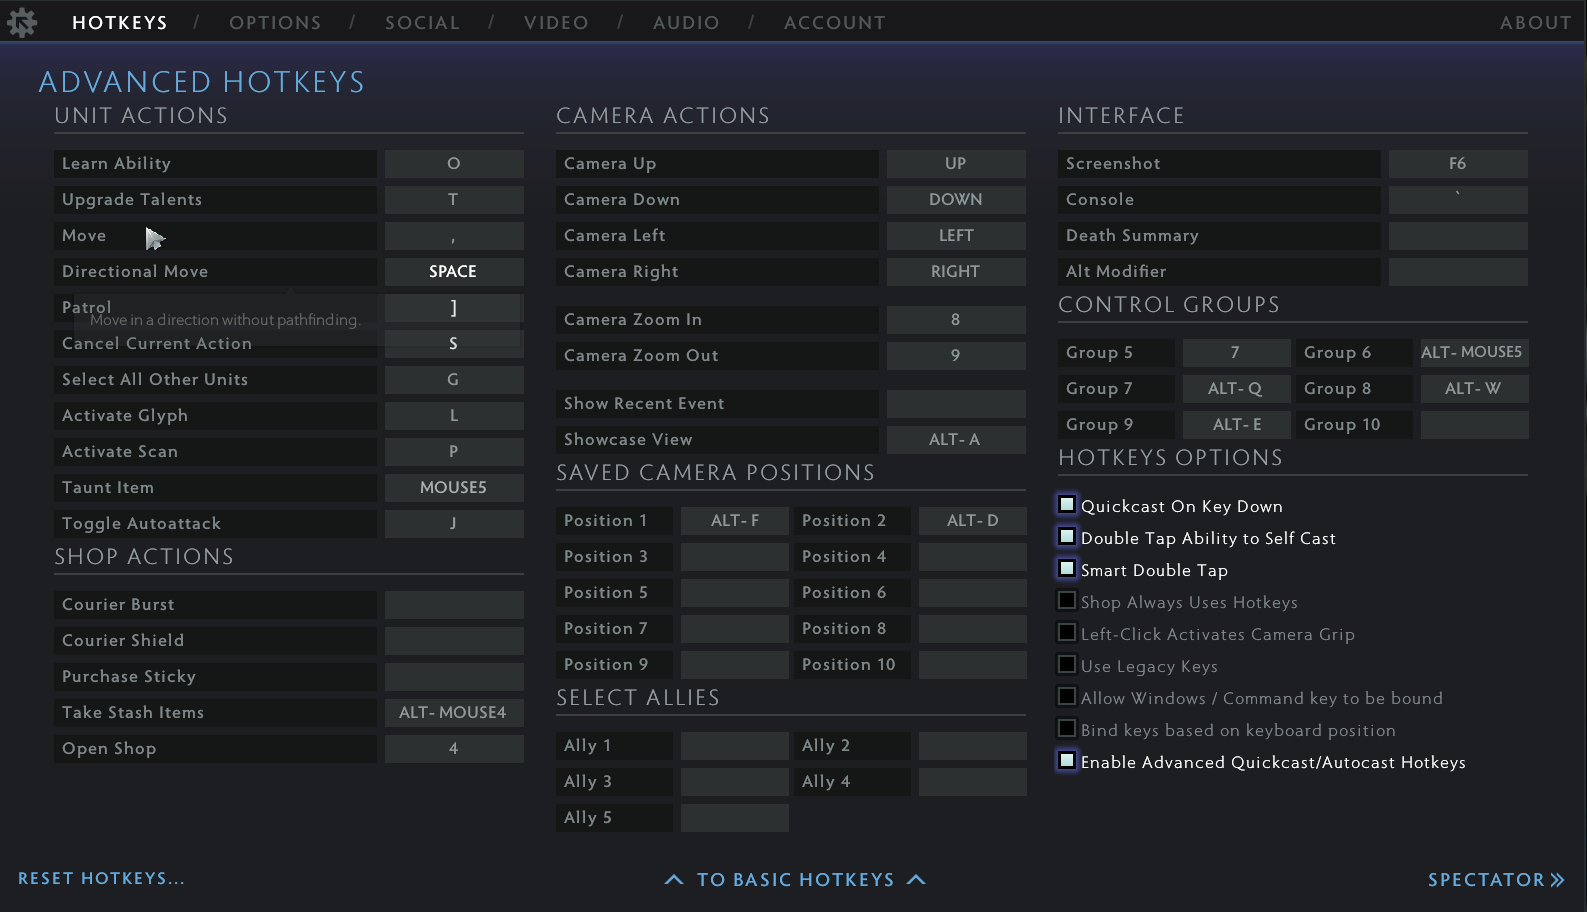 HOTKEYS / OPTIONS / SOCIAL / VIDEO / AUDIO / ACCOUNT ABOUT
ADVANCED HOTKEYS
UNIT ACTIONS
Learn Ability O
Upgrade Talents T
Move ,
Directional Move SPACE
Patrol ]
Move in a direction without pathfinding.
Cancel Current Action S
Select All Other Units G
Activate Glyph L
Activate Scan P
Taunt Item MOUSE5
Toggle Autoattack J
SHOP ACTIONS
Courier Burst
Courier Shield
Purchase Sticky
Take Stash Items ALT- MOUSE4
Open Shop 4
CAMERA ACTIONS
Camera Up UP
Camera Down DOWN
Camera Left LEFT
Camera Right RIGHT
Camera Zoom In 8
Camera Zoom Out 9
Show Recent Event
Showcase View ALT- A
SAVED CAMERA POSITIONS
Position 1 ALT- F Position 2 ALT- D
Position 3 Position 4
Position 5 Position 6
Position 7 Position 8
Position 9 Position 10
SELECT ALLIES
Ally 1 Ally 2
Ally 3 Ally 4
Ally 5
INTERFACE
Screenshot F6
Console `
Death Summary
Alt Modifier
CONTROL GROUPS
Group 5 7 Group 6 ALT- MOUSE5
Group 7 ALT- Q Group 8 ALT- W
Group 9 ALT- E Group 10
HOTKEYS OPTIONS
Quickcast On Key Down
Double Tap Ability to Self Cast
Smart Double Tap
Shop Always Uses Hotkeys
Left-Click Activates Camera Grip
Use Legacy Keys
Allow Windows / Command key to be bound
Bind keys based on keyboard position
Enable Advanced Quickcast/Autocast Hotkeys
RESET HOTKEYS... TO BASIC HOTKEYS SPECTATOR